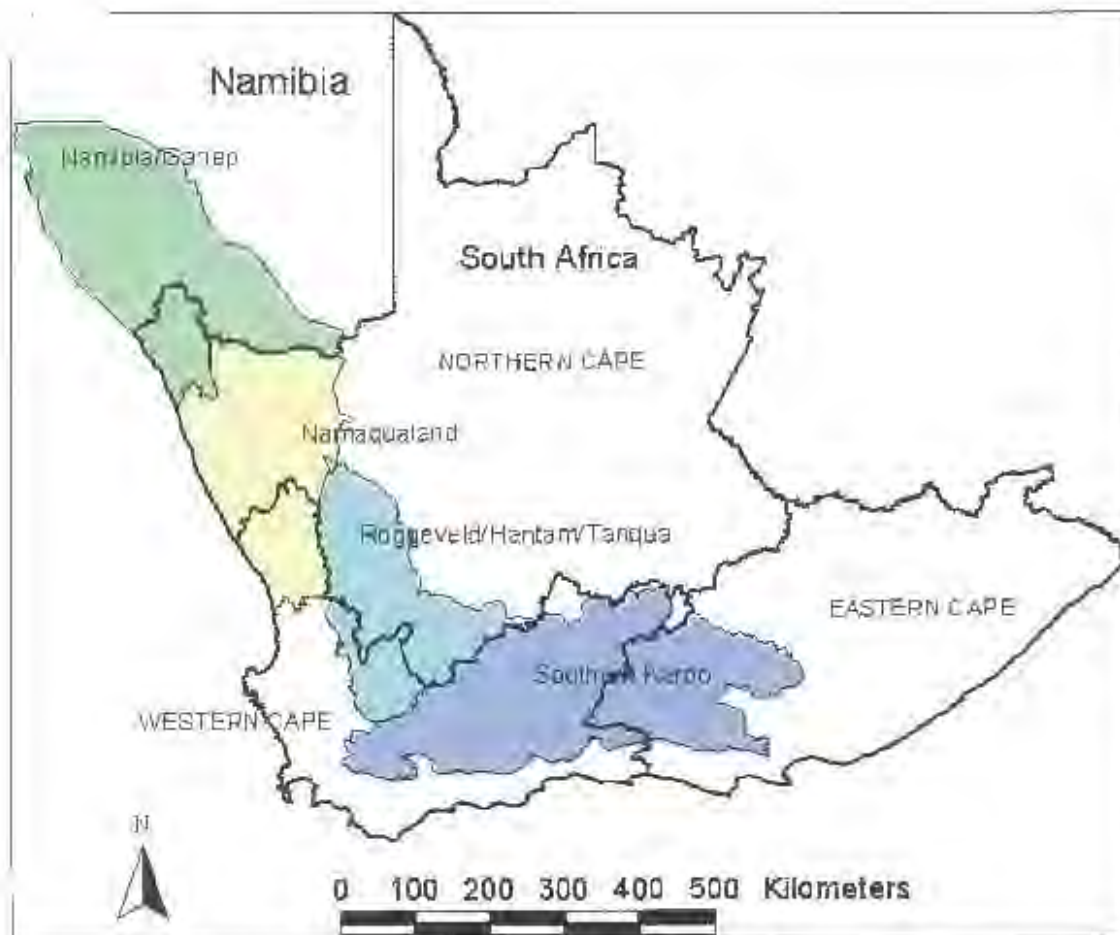 Namibia
Namibia/Gariep
South Africa
NORTHERN CAPE
Namaqualand
Roggeveld/Hantam/Tanqua
EASTERN CAPE
Southern Karoo
WESTERN CAPE
N
0 100 200 300 400 500 Kilometers